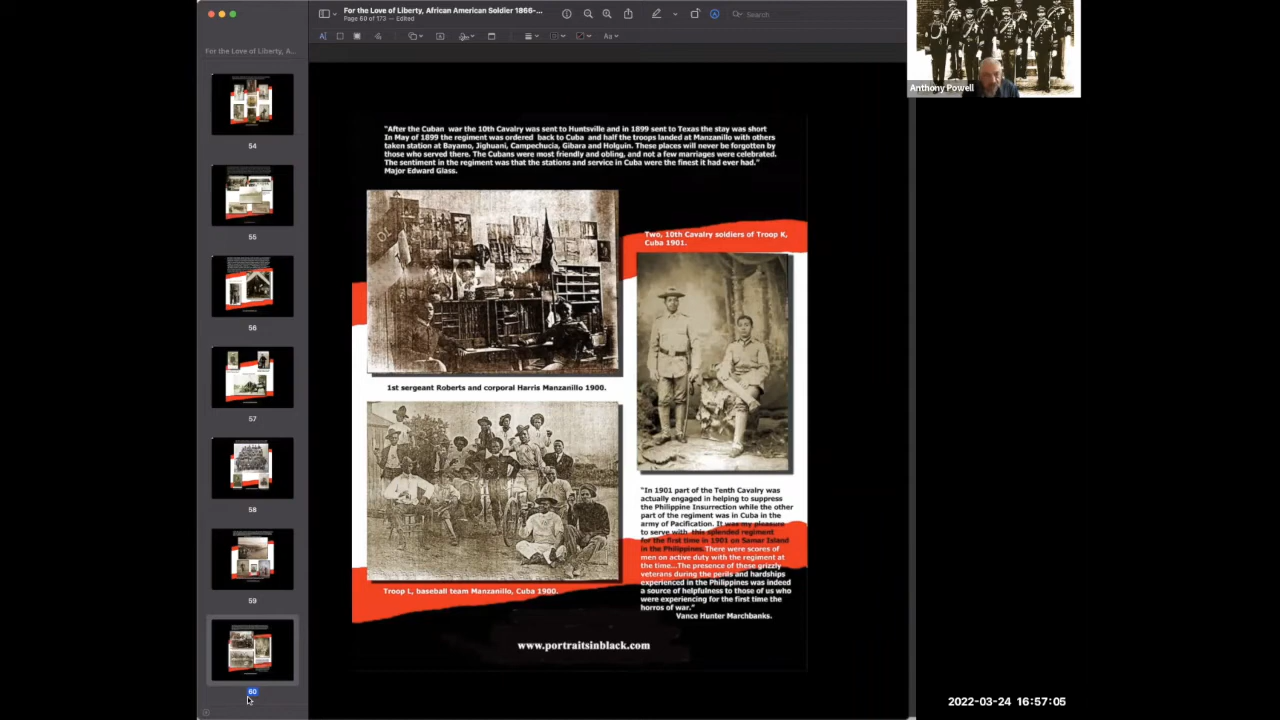 For the Love of Liberty, African American Soldier 1866-...
Page 60 of 173 — Edited
Search
For the Love of Liberty, A...
Aa
54
55
56
57
58
59
60
"After the Cuban war the 10th Cavalry was sent to Huntsville and in 1899 sent to Texas the stay was short
In May of 1899 the regiment was ordered back to Cuba and half the troops landed at Manzanillo with others
taken station at Bayamo, Jighuani, Campechucia, Gibara and Holguin. These places will never be forgotten by
those who served there. The Cubans were most friendly and obling, and not a few marriages were celebrated.
The sentiment in the regiment was that the stations and service in Cuba were the finest it had ever had."
Major Edward Glass.
Two, 10th Cavalry soldiers of Troop K,
Cuba 1901.
1st sergeant Roberts and corporal Harris Manzanillo 1900.
Troop L, baseball team Manzanillo, Cuba 1900.
"In 1901 part of the Tenth Cavalry was
actually engaged in helping to suppress
the Philippine Insurrection while the other
part of the regiment was in Cuba in the
army of Pacification. It was my pleasure
to serve with this splended regiment
for the first time in 1901 on Samar Island
in the Philippines. There were scores of
men on active duty with the regiment at
the time...The presence of these grizzly
veterans during the perils and hardships
experienced in the Philippines was indeed
a source of helpfulness to those of us who
were experiencing for the first time the
horros of war."
Vance Hunter Marchbanks.
www.portraitsinblack.com
Anthony Powell
2022-03-24 16:57:05